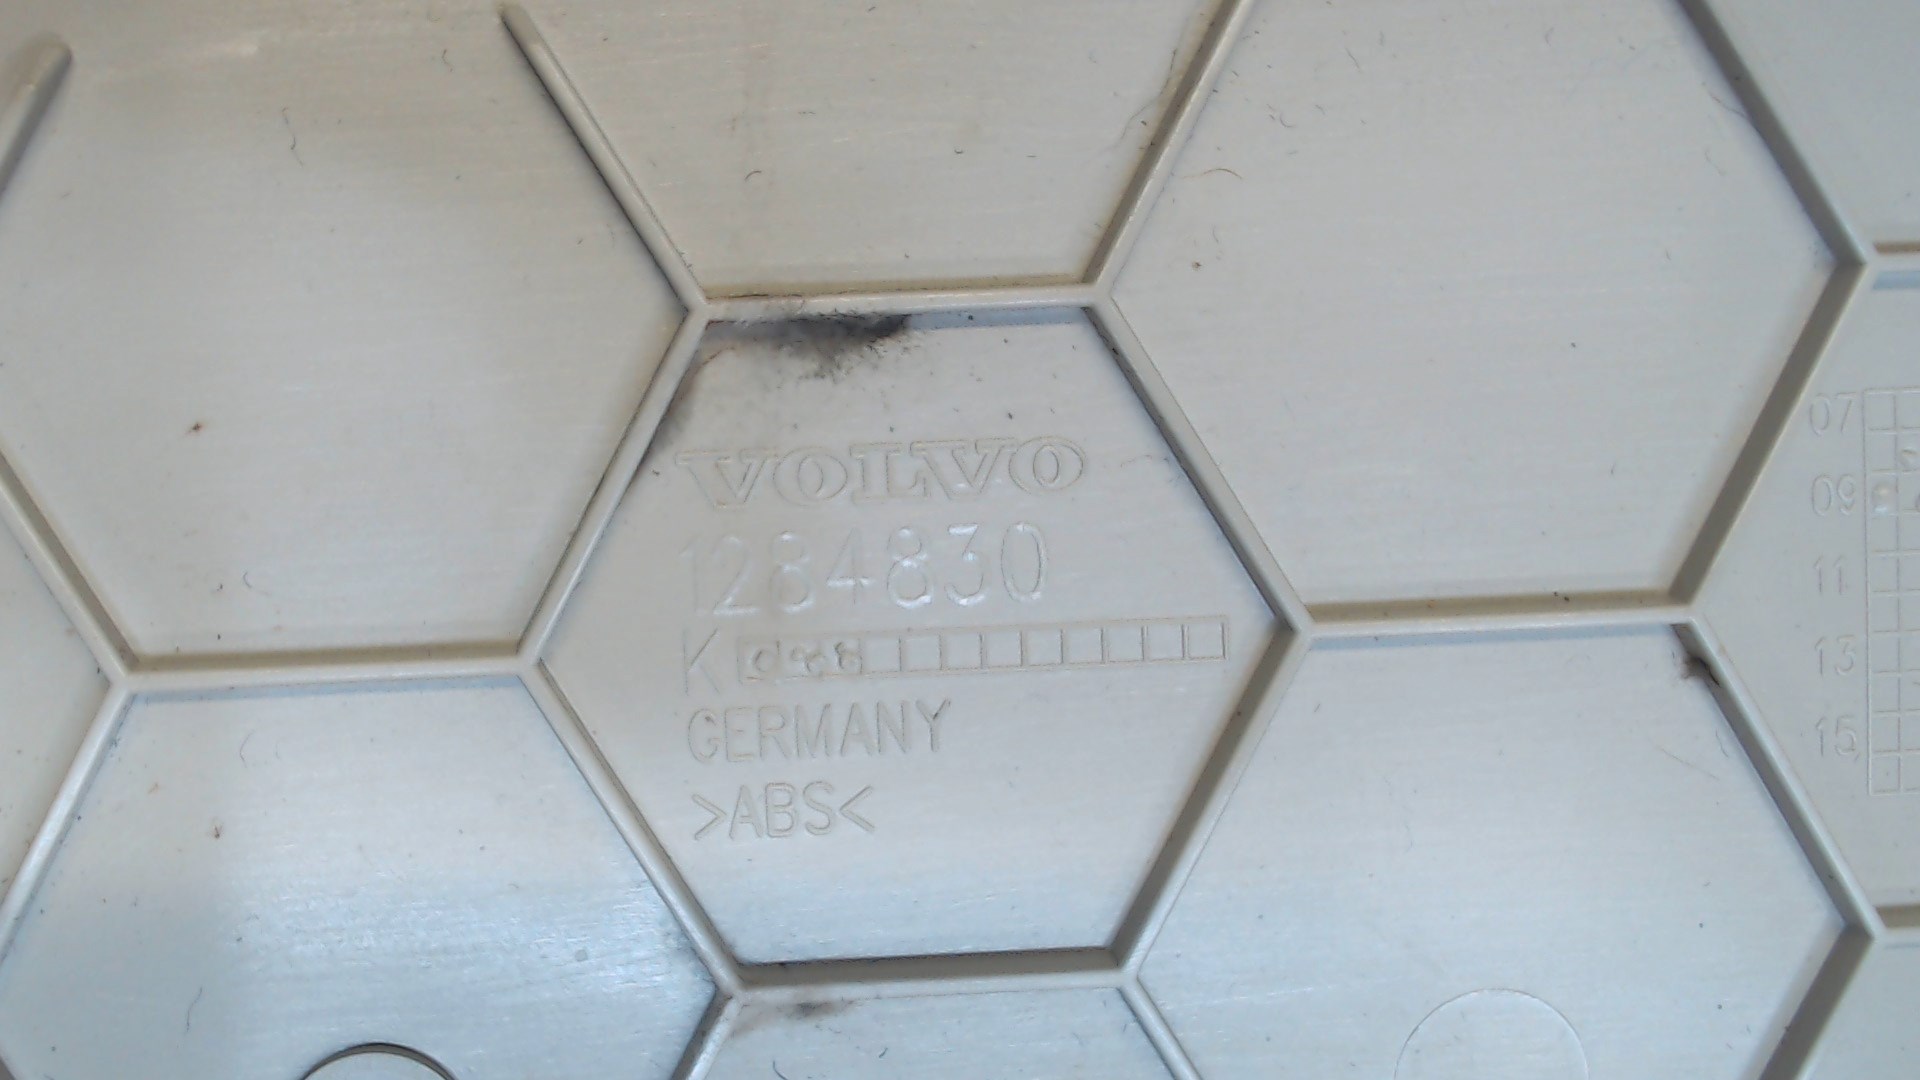 VOLVO
1284830
K
GERMANY
>ABS<
07
09
11
13
15